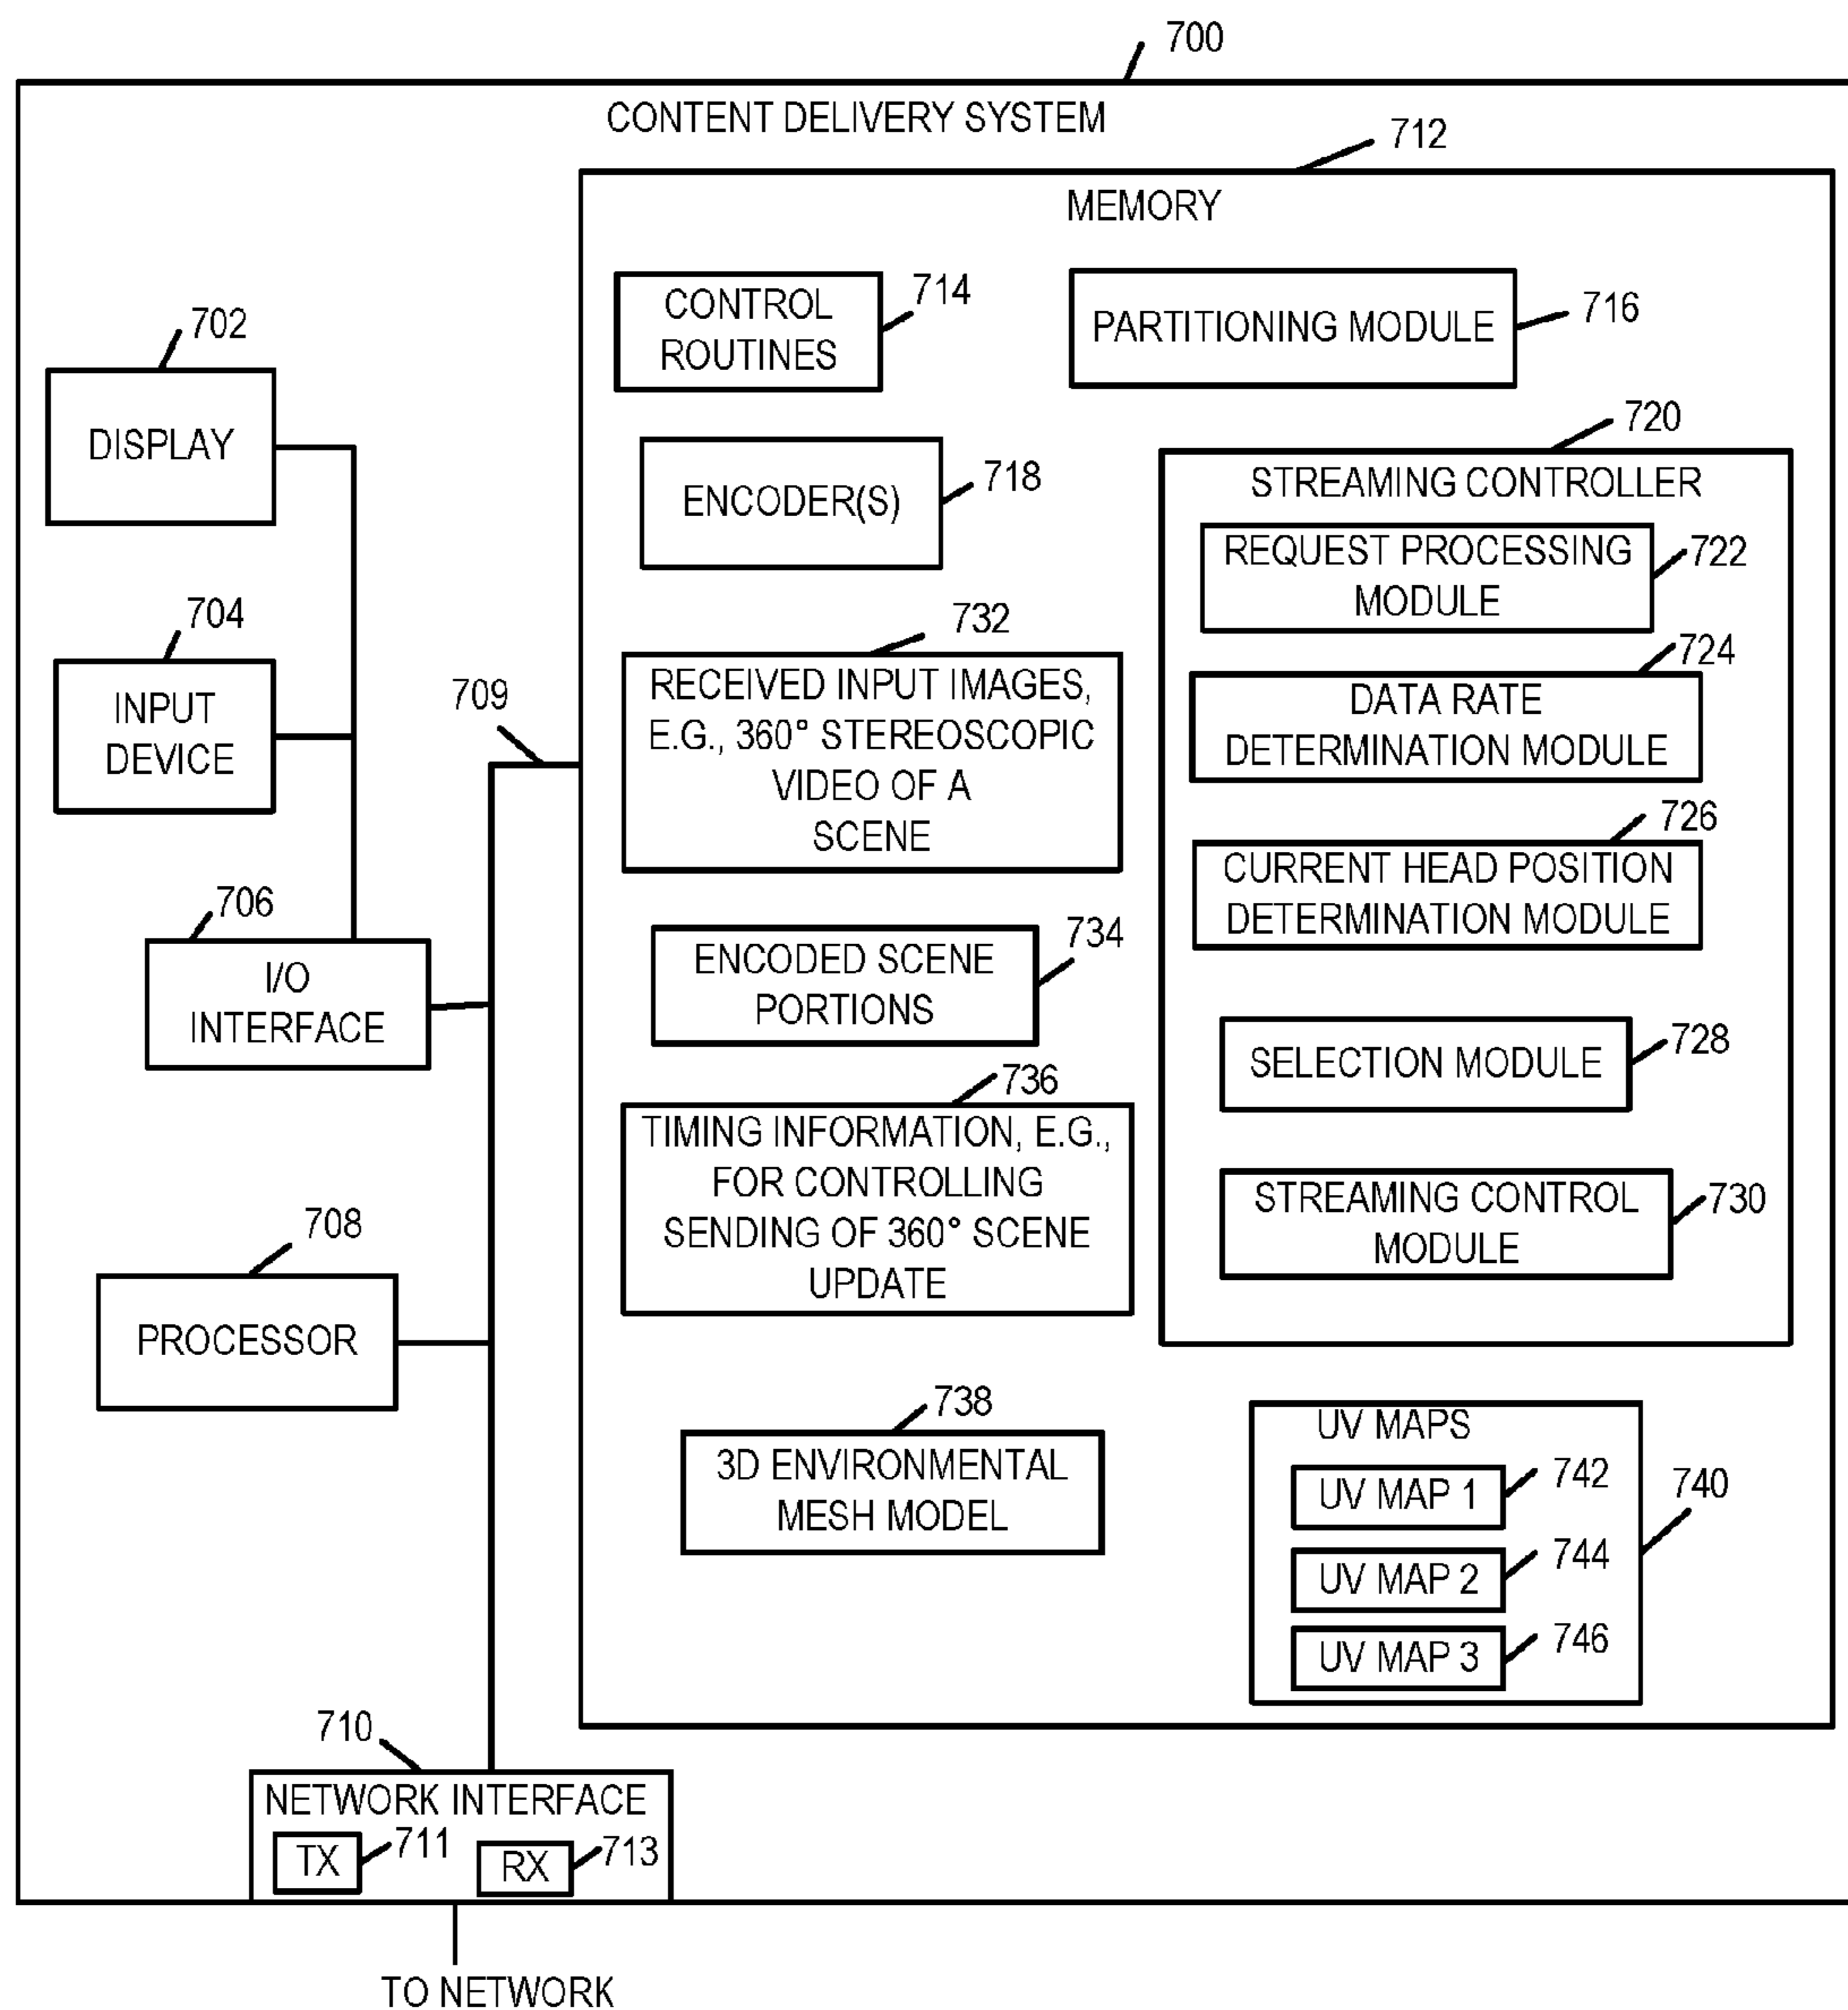 700
CONTENT DELIVERY SYSTEM
712
MEMORY
702
DISPLAY
704
INPUT
DEVICE
706
I/O
INTERFACE
708
PROCESSOR
709
714
CONTROL
ROUTINES
716
PARTITIONING MODULE
718
ENCODER(S)
720
STREAMING CONTROLLER
REQUEST PROCESSING
MODULE
722
724
DATA RATE
DETERMINATION MODULE
726
CURRENT HEAD POSITION
DETERMINATION MODULE
SELECTION MODULE
728
STREAMING CONTROL
MODULE
730
732
RECEIVED INPUT IMAGES,
E.G., 360° STEREOSCOPIC
VIDEO OF A
SCENE
734
ENCODED SCENE
PORTIONS
736
TIMING INFORMATION, E.G.,
FOR CONTROLLING
SENDING OF 360° SCENE
UPDATE
738
3D ENVIRONMENTAL
MESH MODEL
UV MAPS
740
UV MAP 1
742
UV MAP 2
744
UV MAP 3
746
710
NETWORK INTERFACE
TX
711
RX
713
TO NETWORK